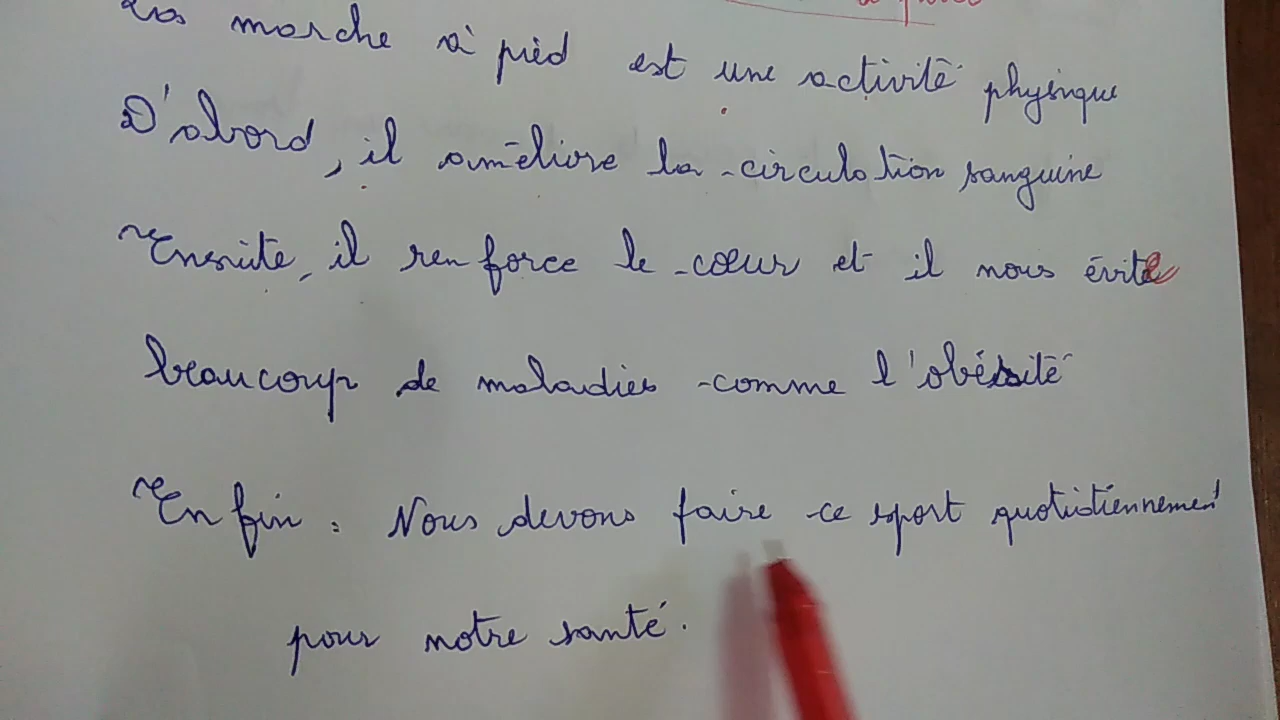 La marche à pied est une activité physique
D'abord, il améliore la circulation sanguine
Ensuite, il renforce le cœur et il nous évite
beaucoup de maladies comme l'obésité
Enfin : Nous devons faire ce sport quotidiennement
pour notre santé.